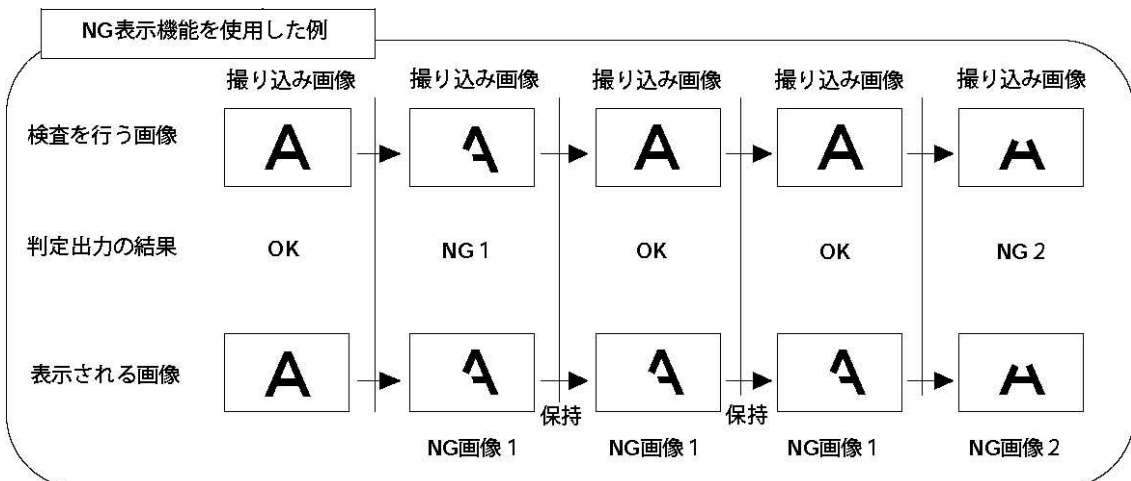 NG表示機能を使用した例
撮り込み画像 撮り込み画像 撮り込み画像 撮り込み画像 撮り込み画像
検査を行う画像 A A A A A
判定出力の結果 OK NG 1 OK OK NG 2
表示される画像 A A A A A
保持 保持
NG画像 1 NG画像 1 NG画像 1 NG画像 2